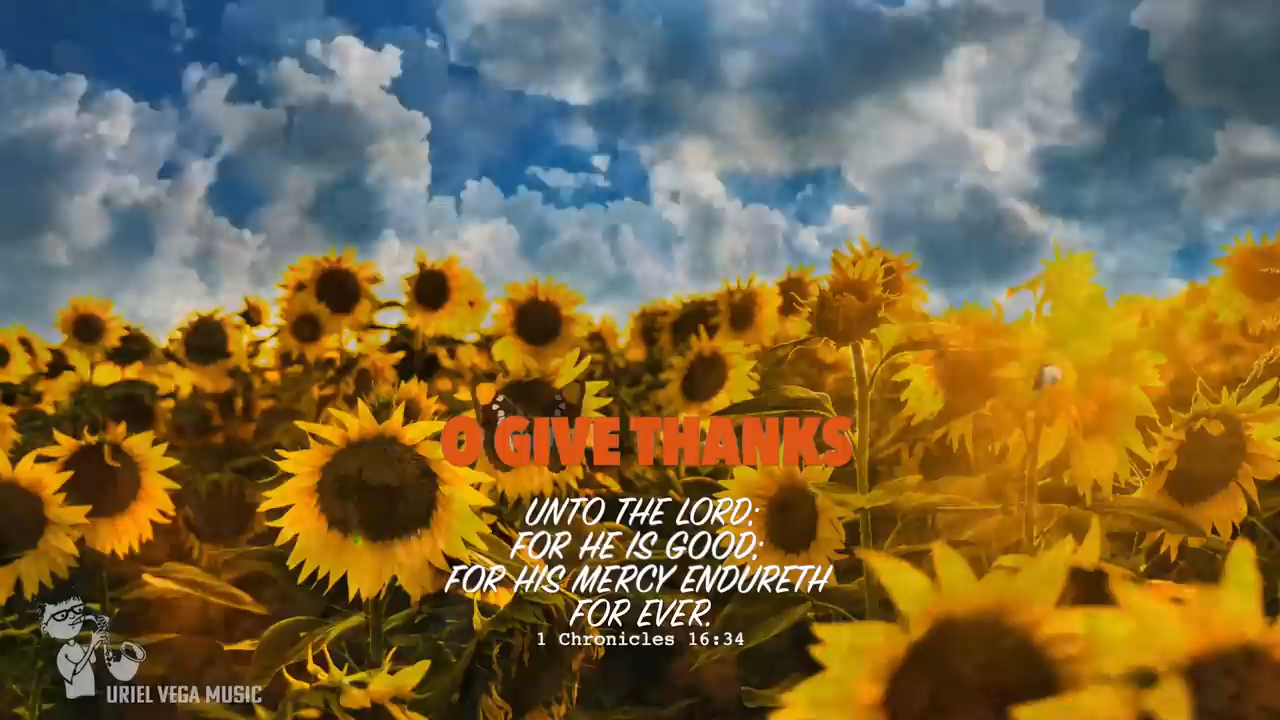 O GIVE THANKS
UNTO THE LORD;
FOR HE IS GOOD;
FOR HIS MERCY ENDURETH
FOR EVER.
1 Chronicles 16:34
URIEL VEGA MUSIC